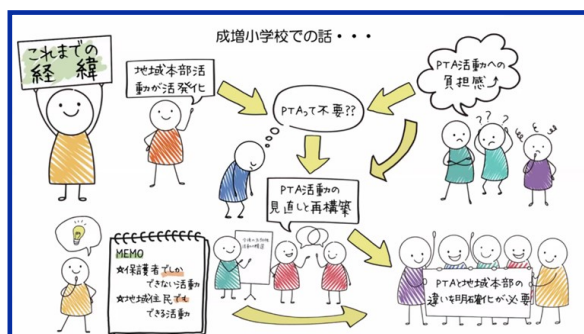 成増小学校での話・・・
これまでの
経緯
地域本部活
動が活発化
PTAって不要??
PTA活動への
負担感↑
? ?
PTA活動の
見直しと再構築
MEMO
☆保護者でしか
できない活動
☆地域住民でも
できる活動
PTAと地域本部の
違いを明確化が必要